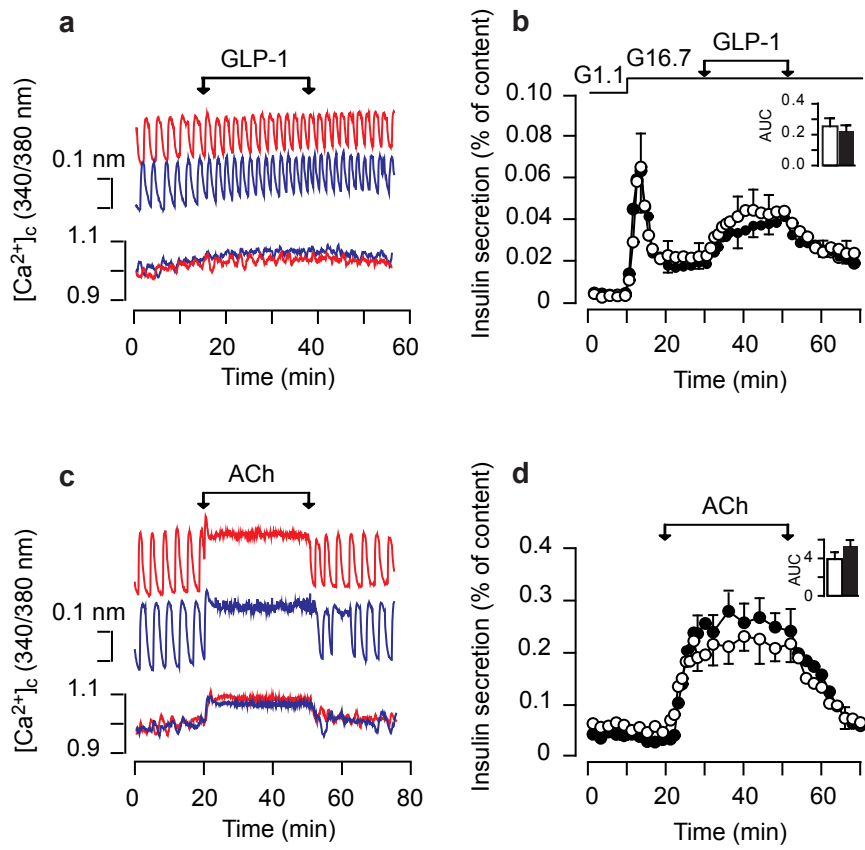 a
GLP-1
0.1 nm
[Ca²⁺]c (340/380 nm)
1.1
0.9
0 20 40 60
Time (min)
b
GLP-1
G1.1
G16.7
Insulin secretion (% of content)
0.10
0.08
0.06
0.04
0.02
0
AUC
0.4
0.2
0.0
0 20 40 60
Time (min)
c
ACh
0.1 nm
[Ca²⁺]c (340/380 nm)
1.1
0.9
0 20 40 60 80
Time (min)
d
ACh
Insulin secretion (% of content)
0.4
0.3
0.2
0.1
0
AUC
4
0
0 20 40 60
Time (min)